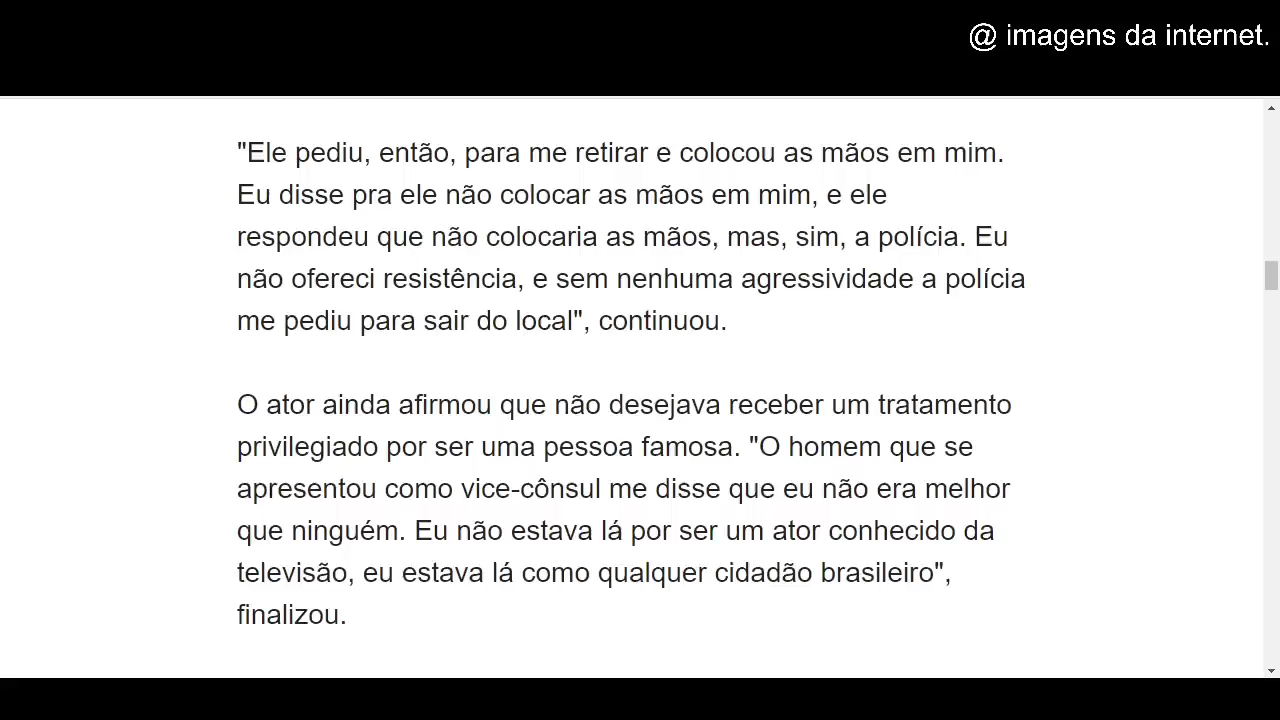 @ imagens da internet.
"Ele pediu, então, para me retirar e colocou as mãos em mim.
Eu disse pra ele não colocar as mãos em mim, e ele
respondeu que não colocaria as mãos, mas, sim, a polícia. Eu
não ofereci resistência, e sem nenhuma agressividade a polícia
me pediu para sair do local", continuou.
O ator ainda afirmou que não desejava receber um tratamento
privilegiado por ser uma pessoa famosa. "O homem que se
apresentou como vice-cônsul me disse que eu não era melhor
que ninguém. Eu não estava lá por ser um ator conhecido da
televisão, eu estava lá como qualquer cidadão brasileiro",
finalizou.